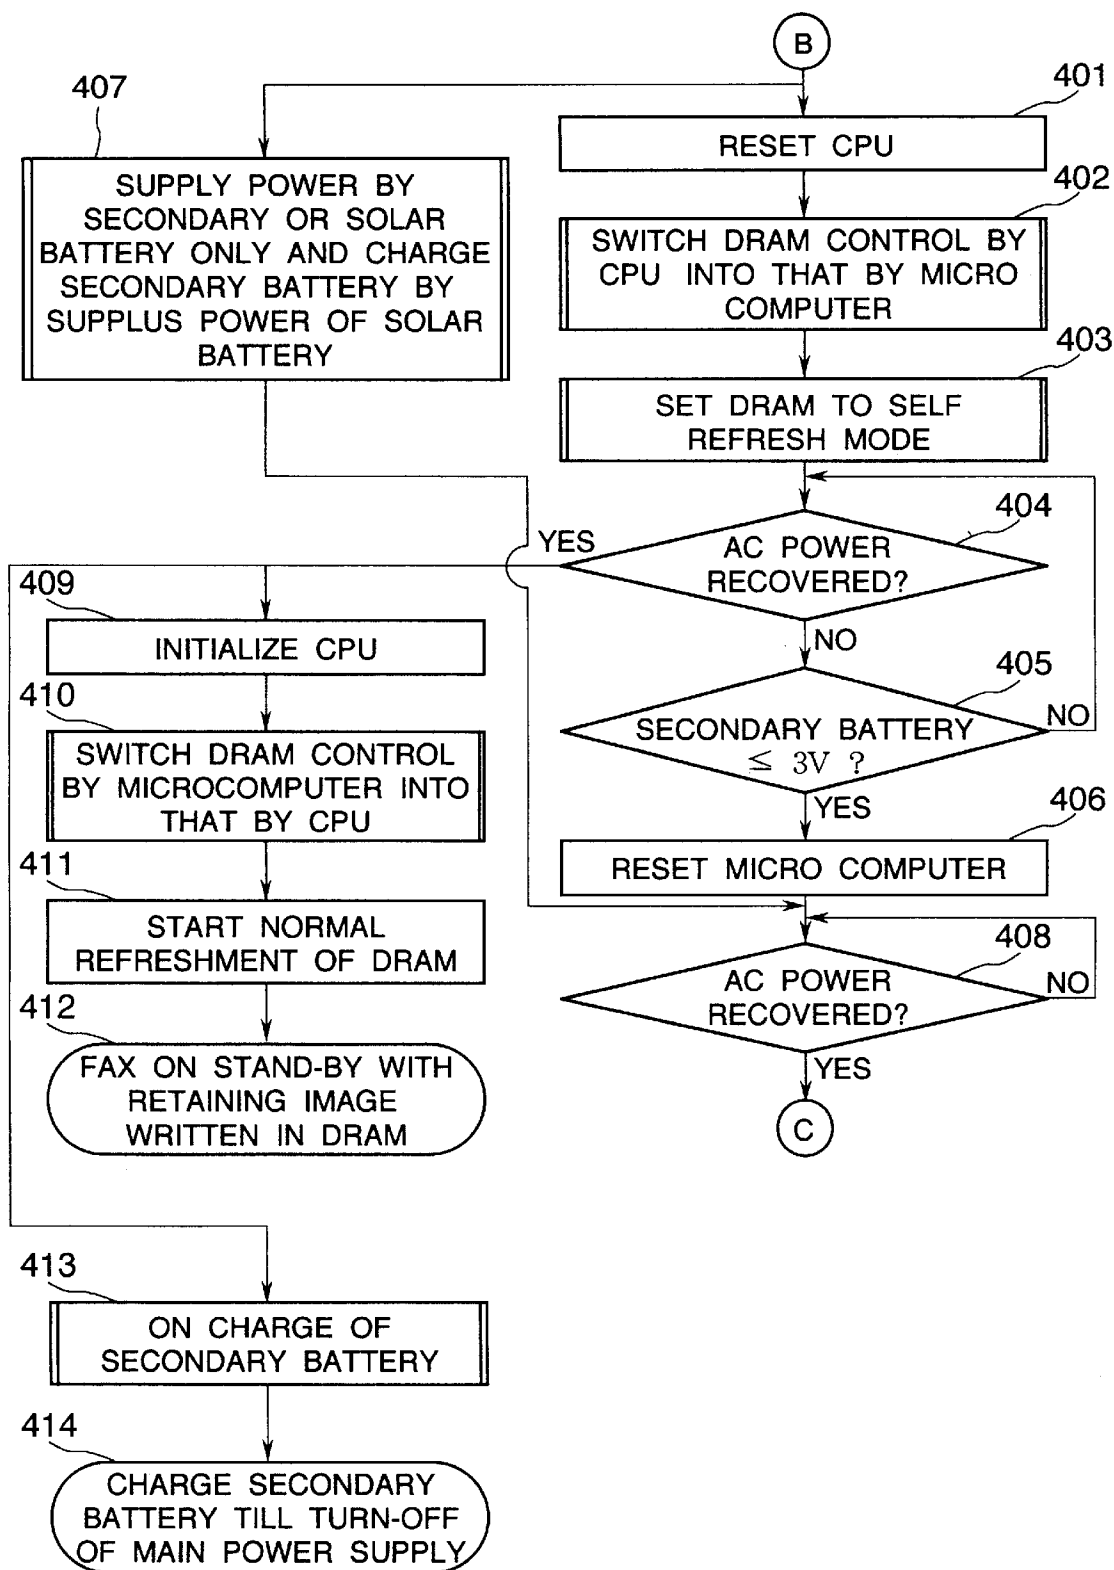 B
401
RESET CPU
402
SWITCH DRAM CONTROL BY
CPU INTO THAT BY MICRO
COMPUTER
403
SET DRAM TO SELF
REFRESH MODE
407
SUPPLY POWER BY
SECONDARY OR SOLAR
BATTERY ONLY AND CHARGE
SECONDARY BATTERY BY
SUPPLUS POWER OF SOLAR
BATTERY
404
AC POWER
RECOVERED?
YES
NO
405
SECONDARY BATTERY
≤ 3V ?
NO
YES
406
RESET MICRO COMPUTER
408
AC POWER
RECOVERED?
NO
YES
C
409
INITIALIZE CPU
410
SWITCH DRAM CONTROL
BY MICROCOMPUTER INTO
THAT BY CPU
411
START NORMAL
REFRESHMENT OF DRAM
412
FAX ON STAND-BY WITH
RETAINING IMAGE
WRITTEN IN DRAM
413
ON CHARGE OF
SECONDARY BATTERY
414
CHARGE SECONDARY
BATTERY TILL TURN-OFF
OF MAIN POWER SUPPLY